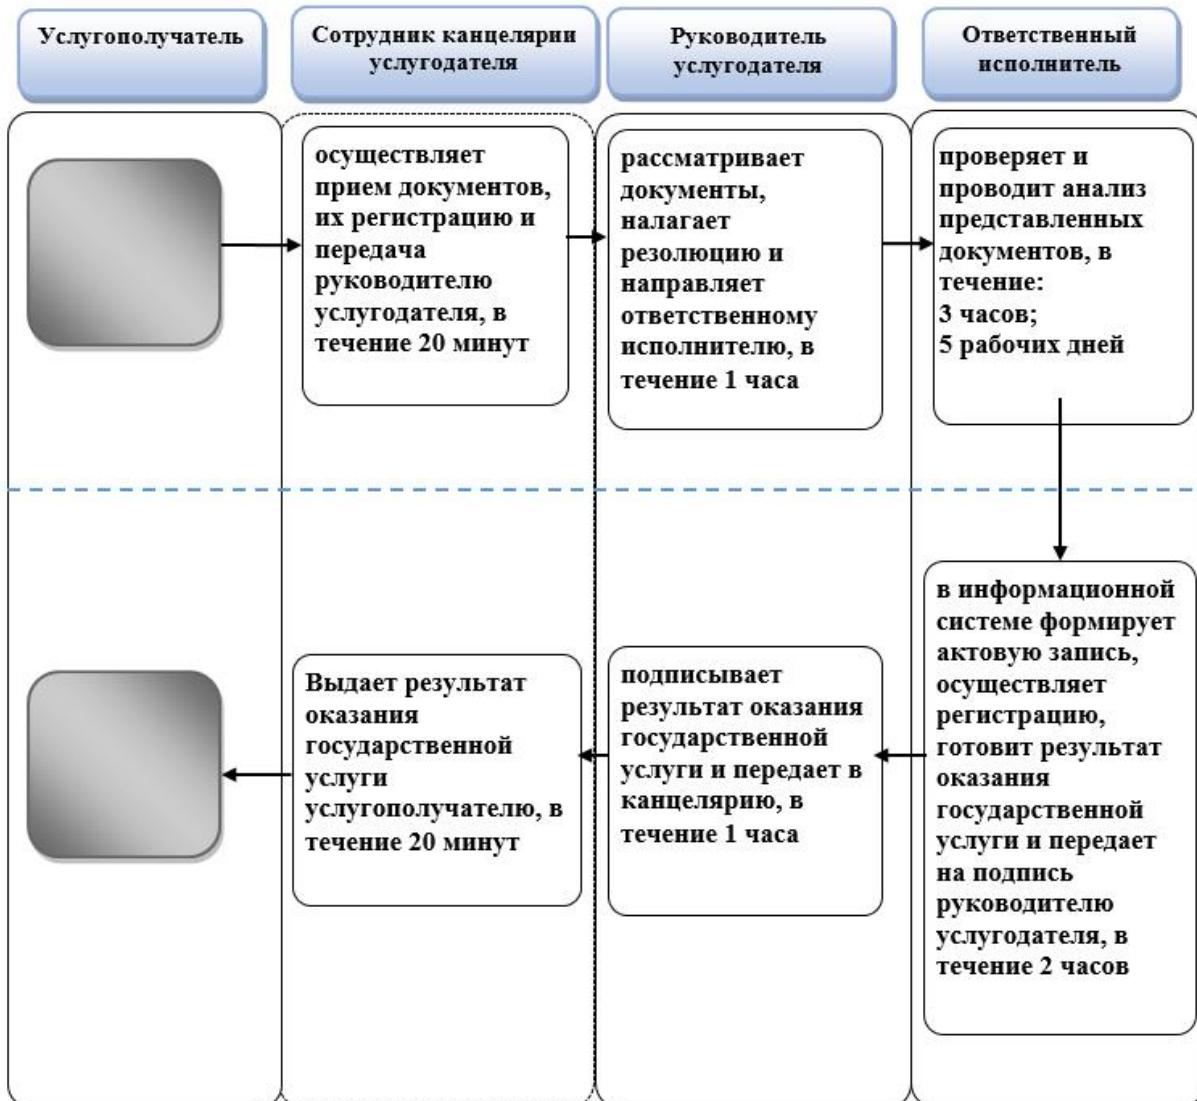 Услугополучатель
Сотрудник канцелярии
услугодателя
Руководитель
услугодателя
Ответственный
исполнитель
осуществляет
прием документов,
их регистрацию и
передача
руководителю
услугодателя, в
течение 20 минут
рассматривает
документы,
налагает
резолюцию и
направляет
ответственному
исполнителю, в
течение 1 часа
проверяет и
проводит анализ
представленных
документов, в
течение:
3 часов;
5 рабочих дней
в информационной
системе формирует
актовую запись,
осуществляет
регистрацию,
готовит результат
оказания
государственной
услуги и передает
на подпись
руководителю
услугодателя, в
течение 2 часов
подписывает
результат оказания
государственной
услуги и передает в
канцелярию, в
течение 1 часа
Выдает результат
оказания
государственной
услуги
услугополучателю, в
течение 20 минут